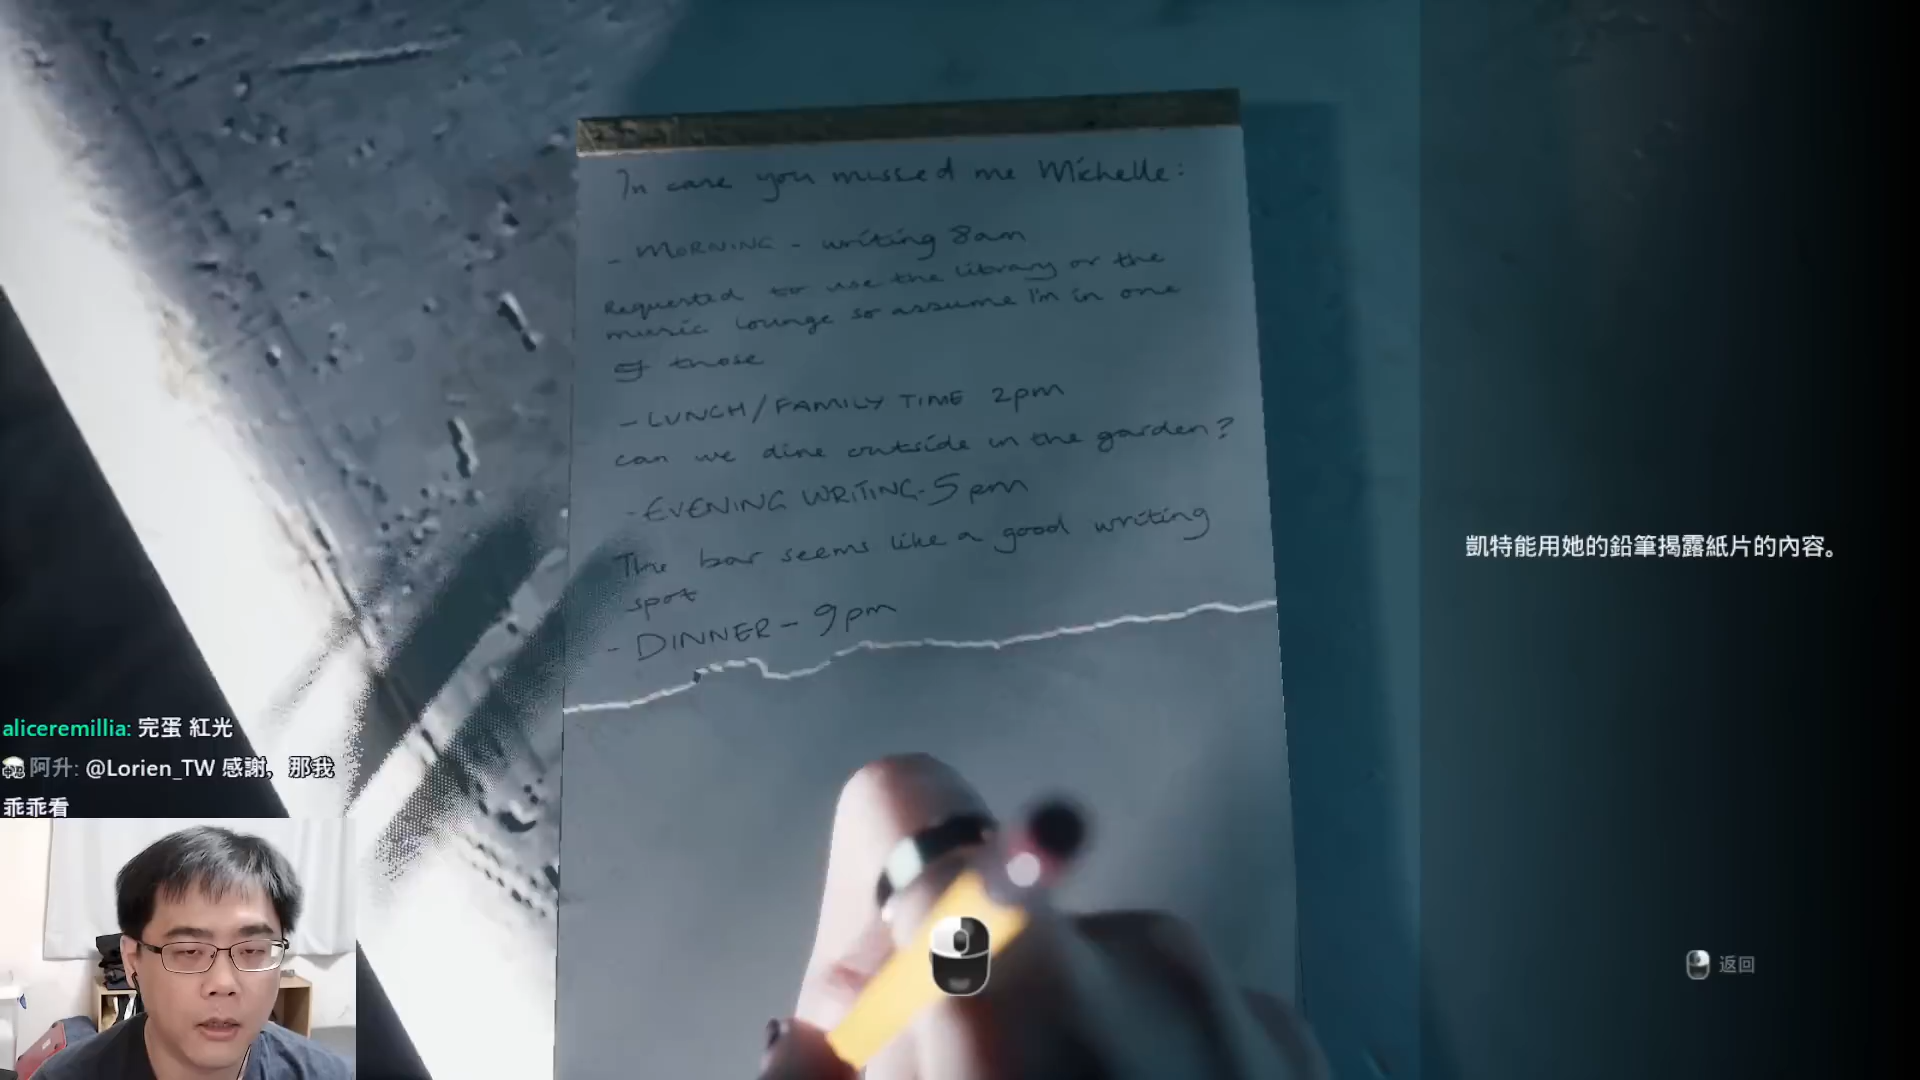 In case you missed me Michelle:
- MORNING - writing 8am
Requested to use the library or the
music lounge so assume I'm in one
of those
- LUNCH/FAMILY TIME 2pm
can we dine outside in the garden?
- EVENING WRITING - 5pm
The bar seems like a good writing
spot
- DINNER - 9pm
凱特能用她的鉛筆揭露紙片的內容。
aliceremillia: 完蛋 紅光
阿升: @Lorien_TW 感謝，那我
乖乖看
返回